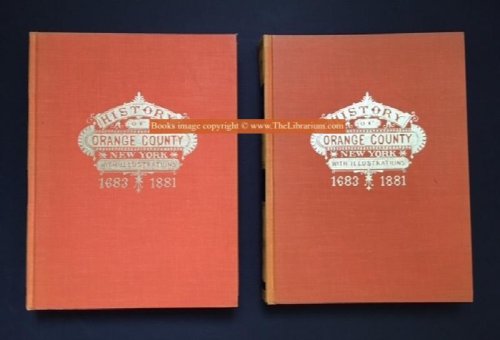 HISTORY
OF
ORANGE COUNTY
NEW YORK
WITH ILLUSTRATIONS
1683 1881
HISTORY
OF
ORANGE COUNTY
NEW YORK
WITH ILLUSTRATIONS
1683 1881
Books image copyright © www.TheLibrarium.com